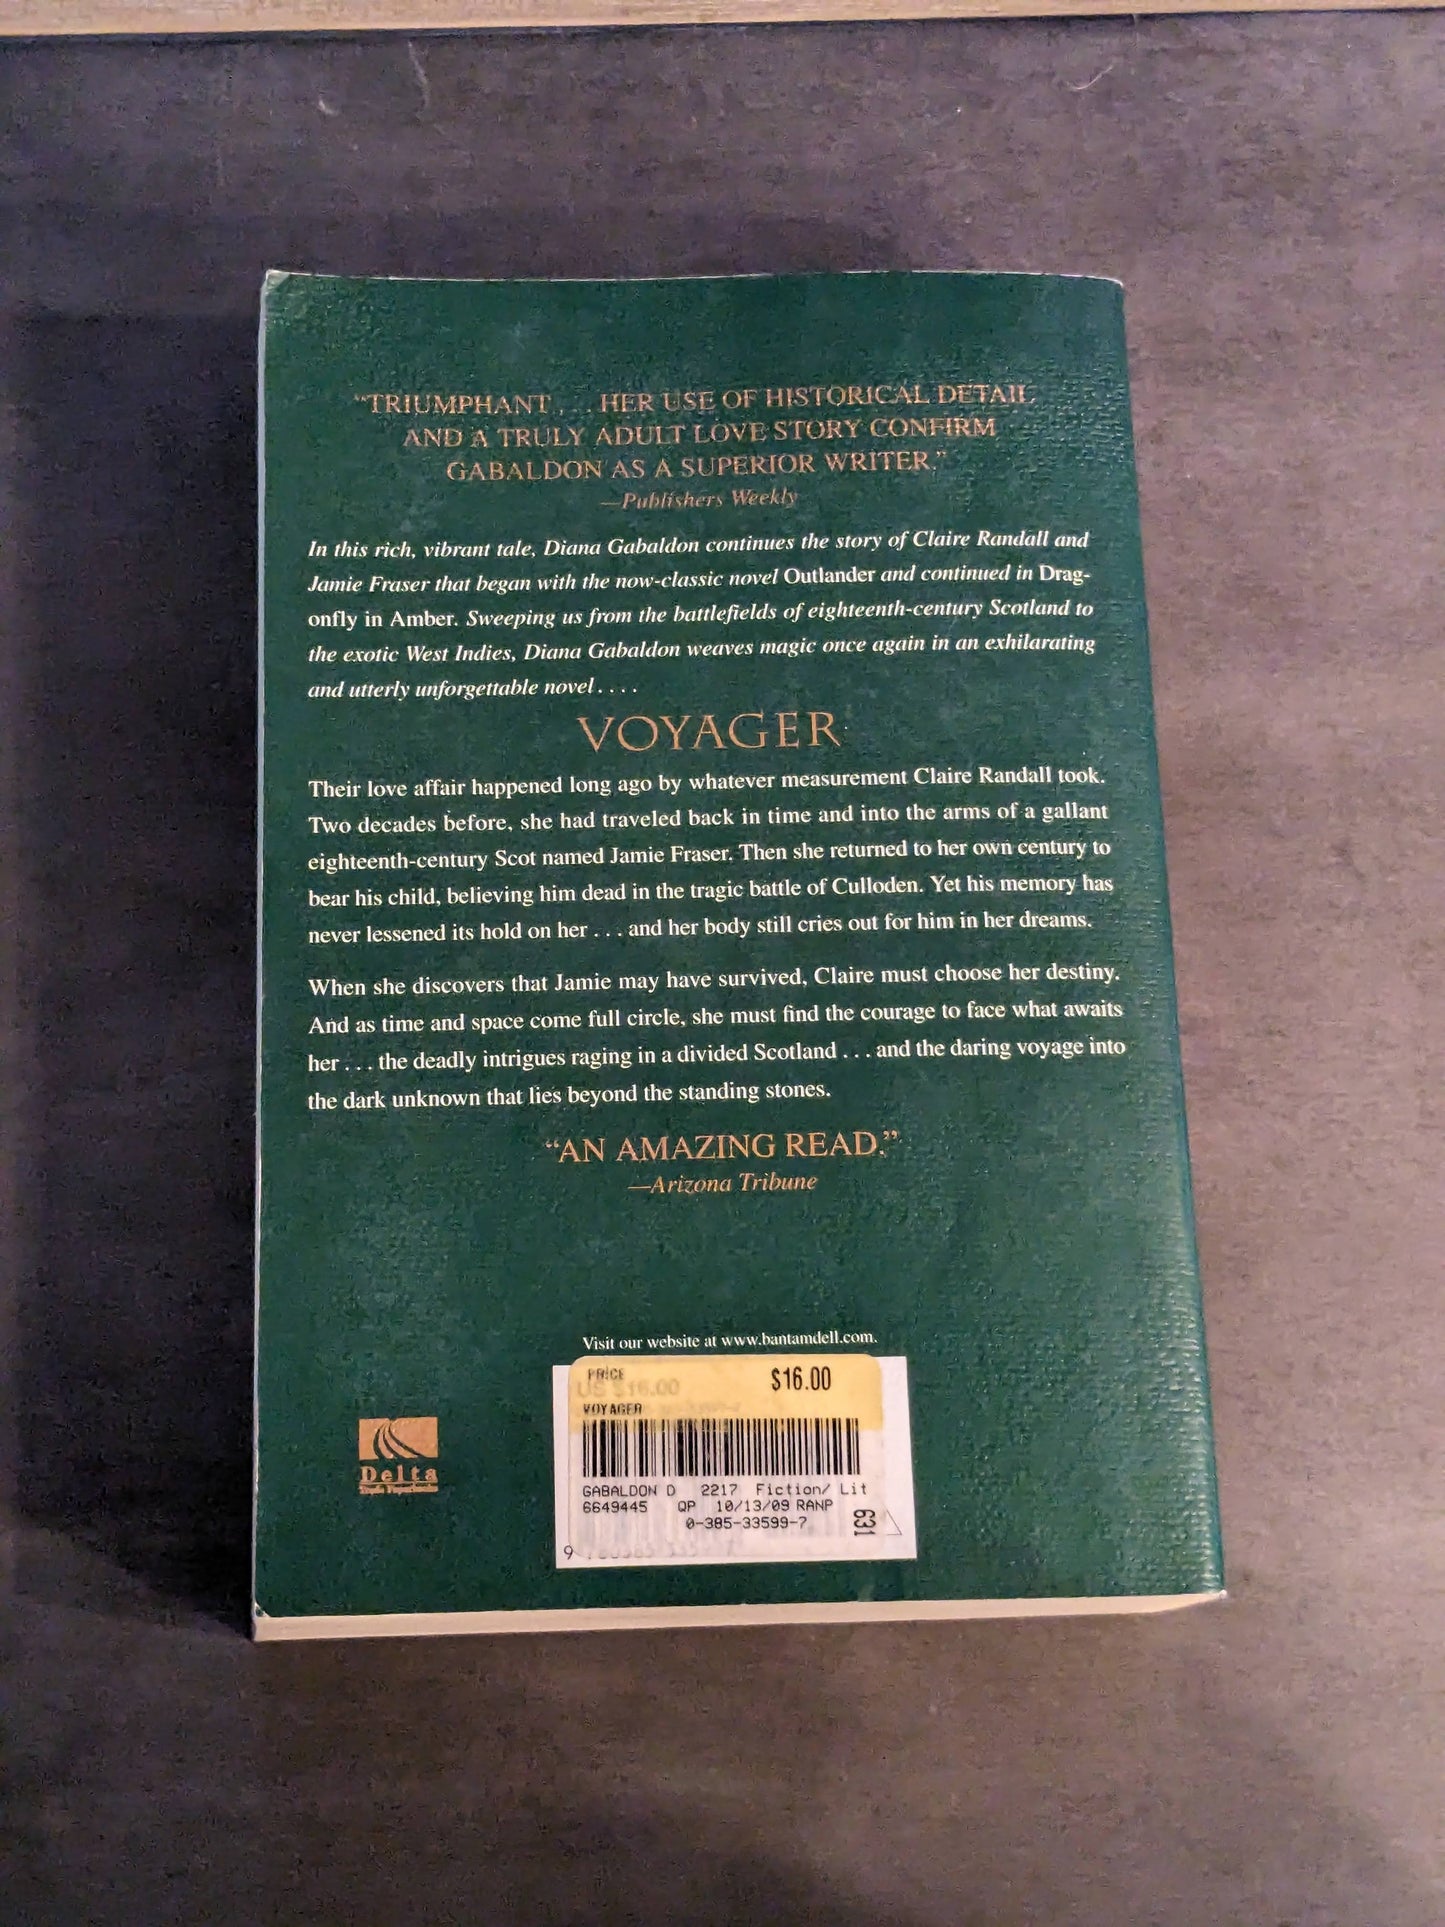 “TRIUMPHANT . . . HER USE OF HISTORICAL DETAIL
AND A TRULY ADULT LOVE STORY CONFIRM
GABALDON AS A SUPERIOR WRITER.”
—Publishers Weekly
In this rich, vibrant tale, Diana Gabaldon continues the story of Claire Randall and
Jamie Fraser that began with the now-classic novel Outlander and continued in Drag-
onfly in Amber. Sweeping us from the battlefields of eighteenth-century Scotland to
the exotic West Indies, Diana Gabaldon weaves magic once again in an exhilarating
and utterly unforgettable novel . . . .
VOYAGER
Their love affair happened long ago by whatever measurement Claire Randall took.
Two decades before, she had traveled back in time and into the arms of a gallant
eighteenth-century Scot named Jamie Fraser. Then she returned to her own century to
bear his child, believing him dead in the tragic battle of Culloden. Yet his memory has
never lessened its hold on her . . . and her body still cries out for him in her dreams.
When she discovers that Jamie may have survived, Claire must choose her destiny.
And as time and space come full circle, she must find the courage to face what awaits
her . . . the deadly intrigues raging in a divided Scotland . . . and the daring voyage into
the dark unknown that lies beyond the standing stones.
“AN AMAZING READ.”
—Arizona Tribune
Visit our website at www.bantamdell.com.
PRICE $16.00
US $16.00
VOYAGER
GABALDON D 2217 Fiction/ Lit
6649445 QP 10/13/09 RANP
0-385-33599-7
631
9
Delta